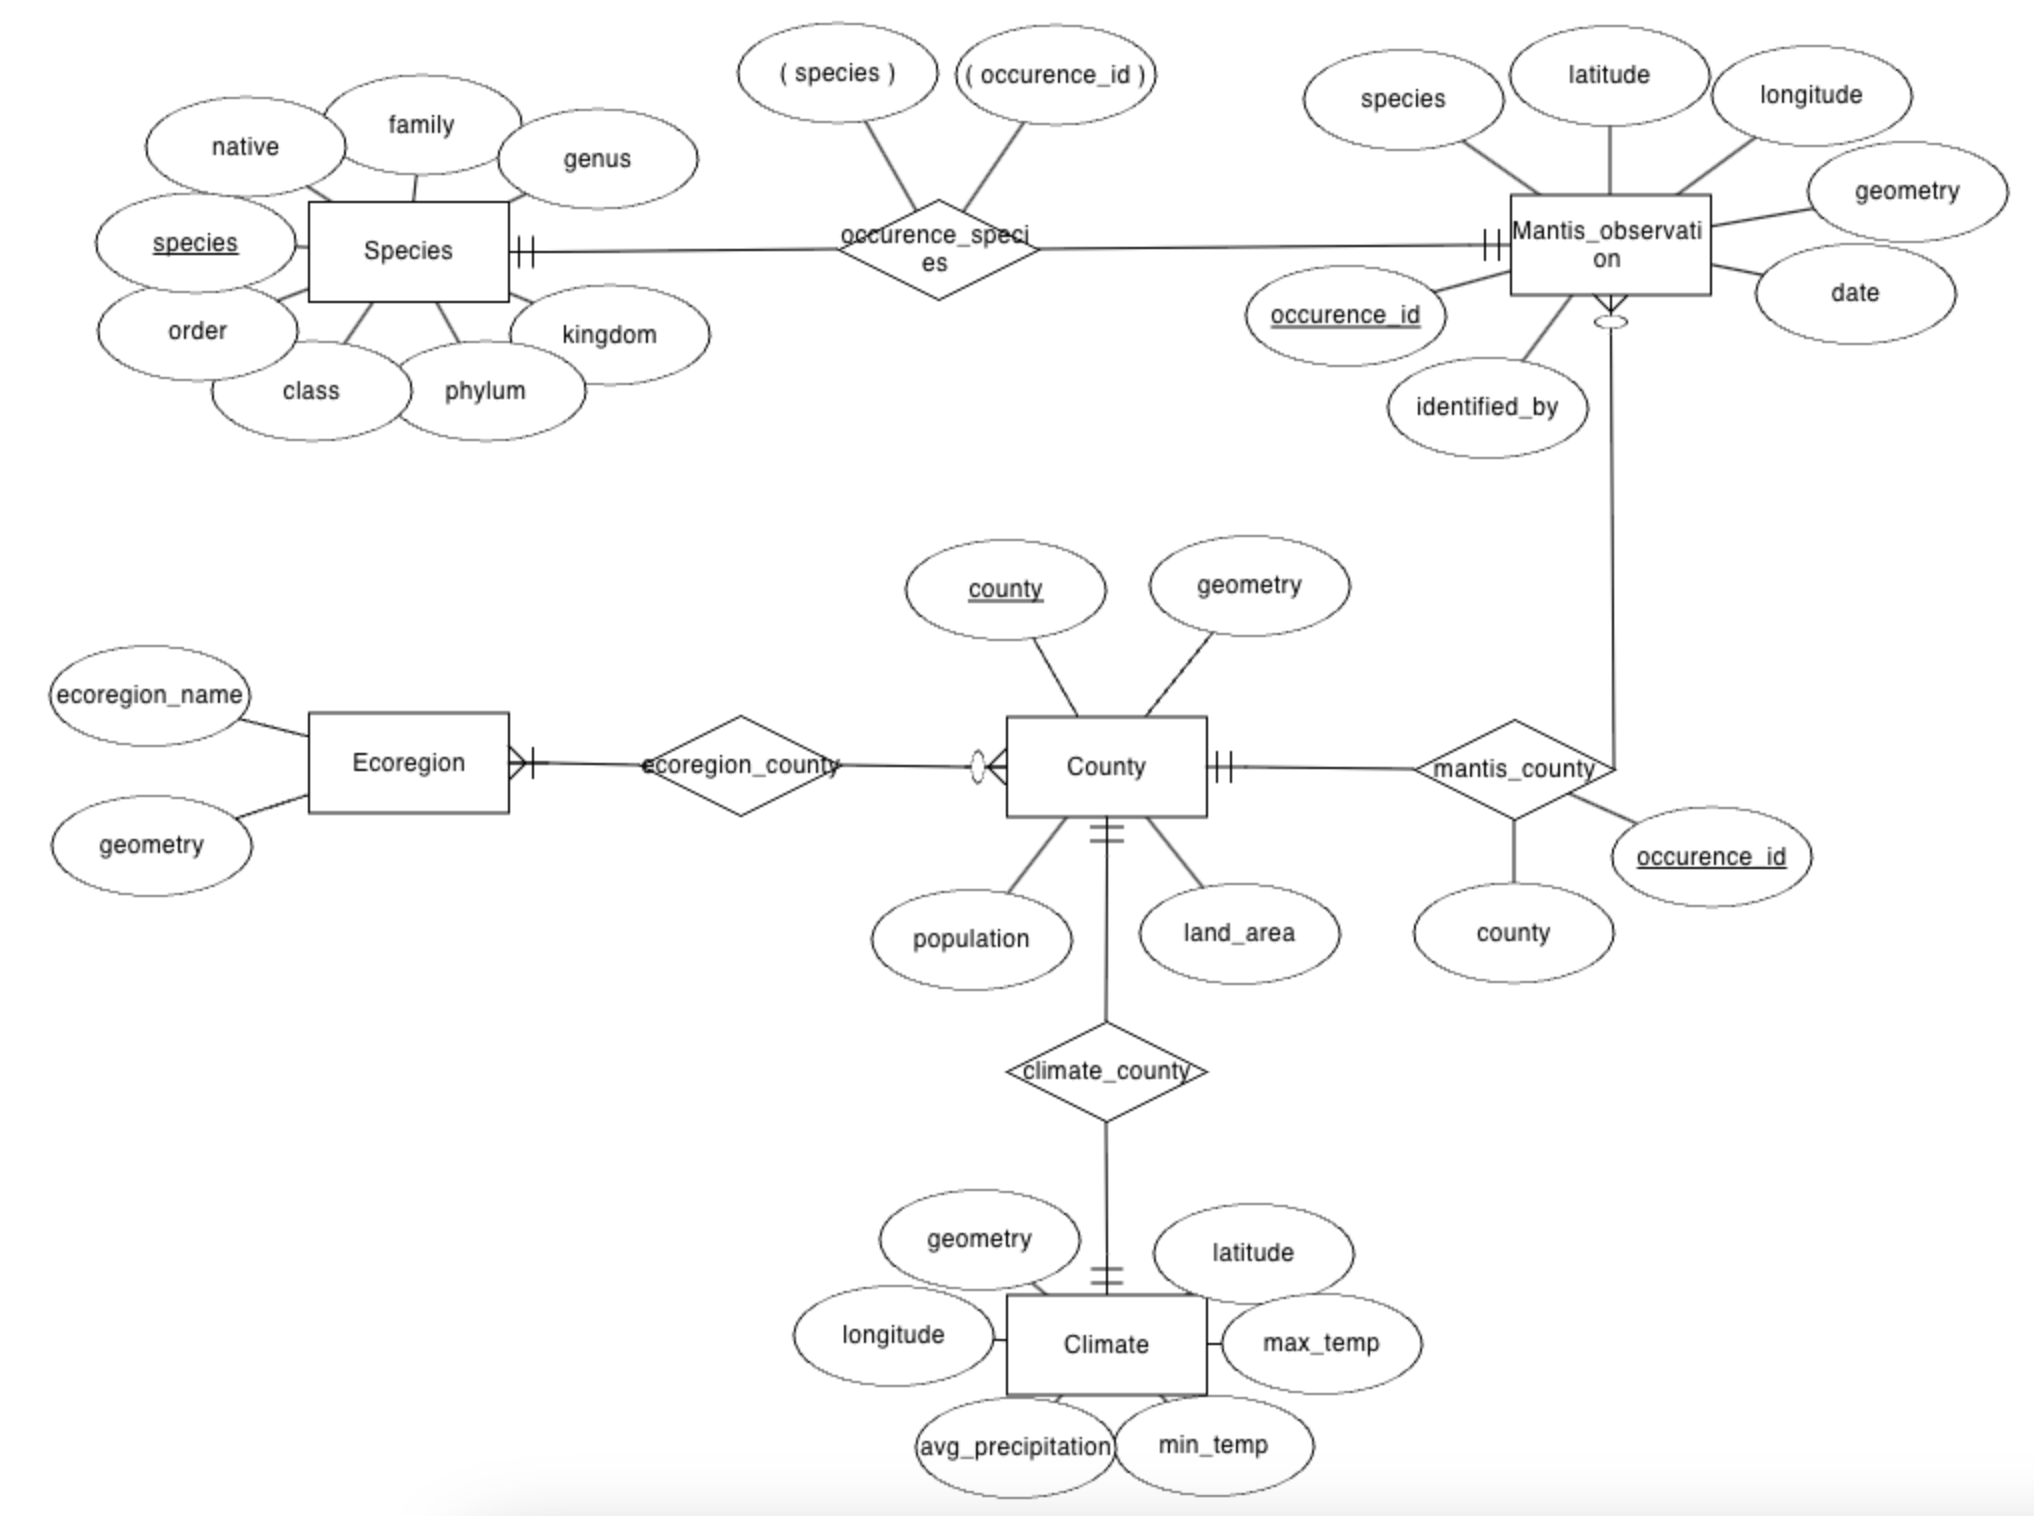 ( species )
( occurence_id )
species
latitude
longitude
native
family
genus
geometry
species
Species
occurence_speci
es
Mantis_observati
on
date
order
kingdom
occurence_id
class
phylum
identified_by
county
geometry
ecoregion_name
Ecoregion
ecoregion_county
County
mantis_county
geometry
occurence_id
population
land_area
county
climate_county
geometry
latitude
longitude
Climate
max_temp
avg_precipitation
min_temp